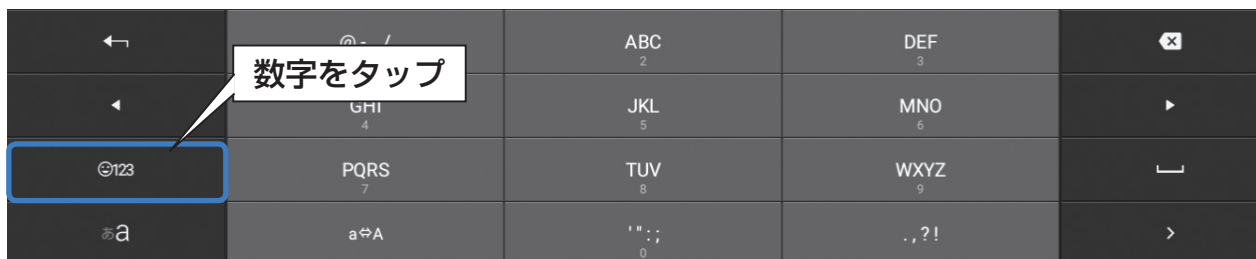 @-_/ ABC DEF
2 3
数字をタップ
GHI JKL MNO
4 5 6
☺123 PQRS TUV WXYZ
7 8 9
あa a⇔A '":; .,?!
0